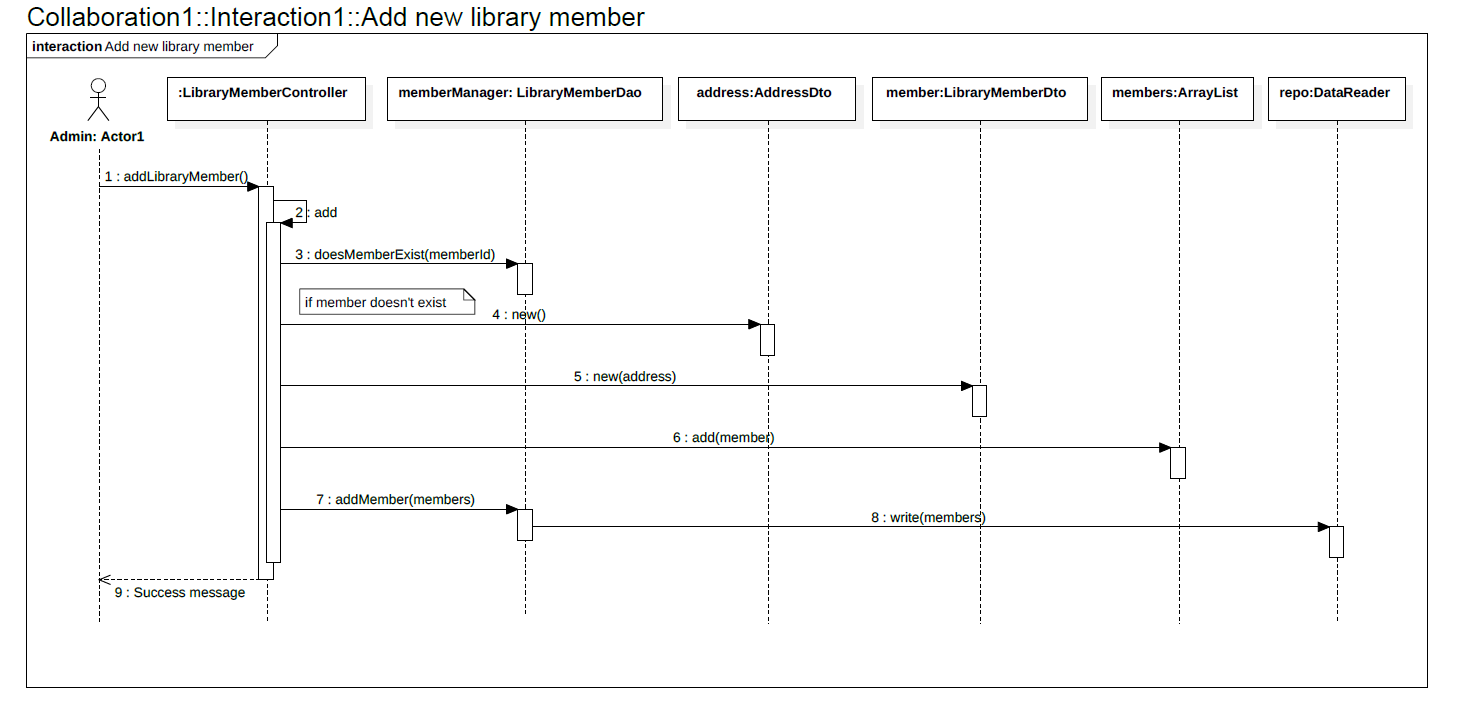 Collaboration1::Interaction1::Add new library member
interaction Add new library member
:LibraryMemberController
memberManager: LibraryMemberDao
address:AddressDto
member:LibraryMemberDto
members:ArrayList
repo:DataReader
Admin: Actor1
1 : addLibraryMember()
2 : add
3 : doesMemberExist(memberId)
if member doesn't exist
4 : new()
5 : new(address)
6 : add(member)
7 : addMember(members)
8 : write(members)
9 : Success message